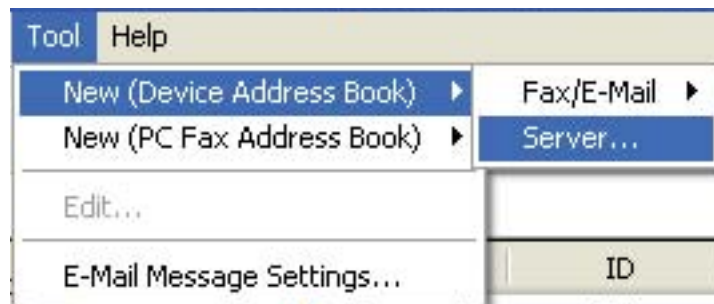 Tool Help
New (Device Address Book) Fax/E-Mail
New (PC Fax Address Book) Server...
Edit...
E-Mail Message Settings... ID